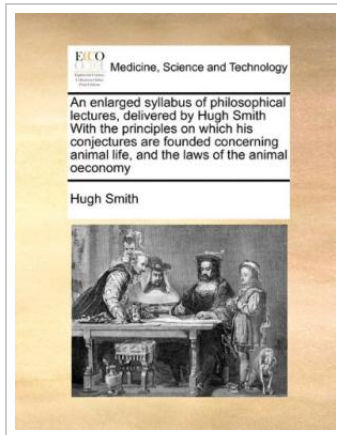 ECCO
Medicine, Science and Technology
An enlarged syllabus of philosophical
lectures, delivered by Hugh Smith
With the principles on which his
conjectures are founded concerning
animal life, and the laws of the animal
oeconomy
Hugh Smith